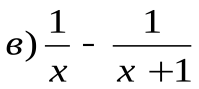 в) 1/x - 1/(x+1)